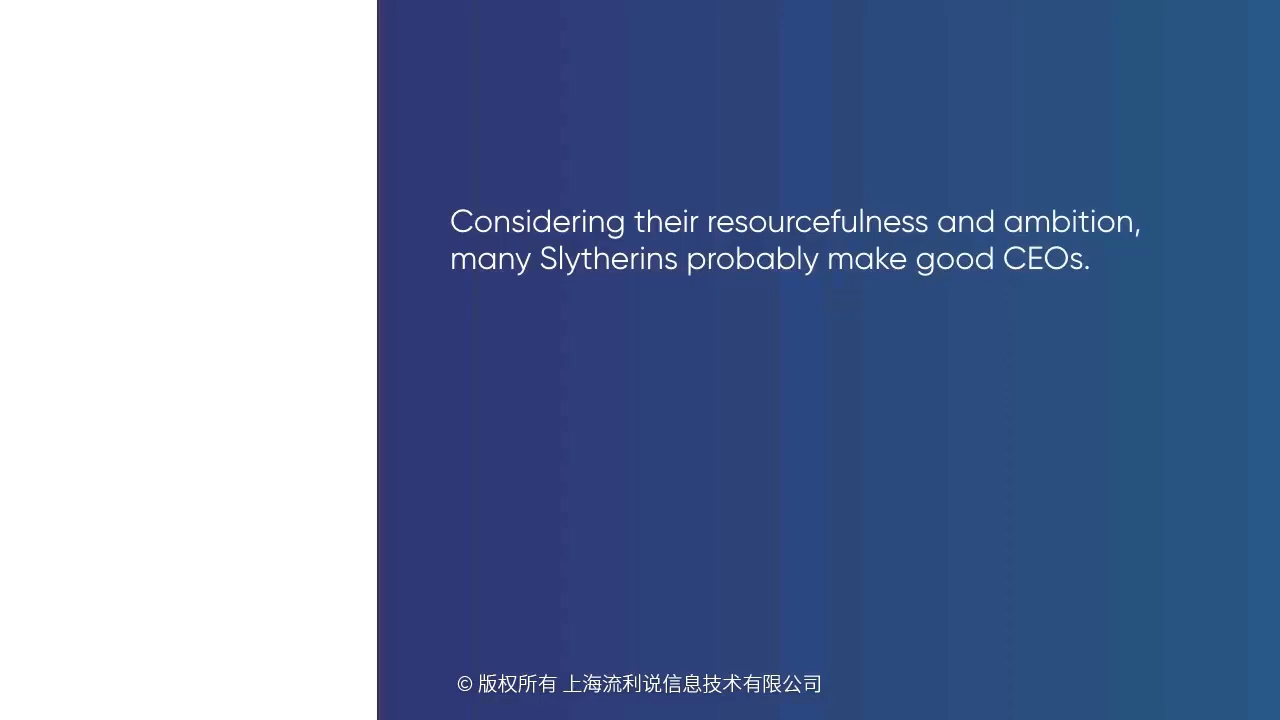 Considering their resourcefulness and ambition,
many Slytherins probably make good CEOs.
© 版权所有 上海流利说信息技术有限公司